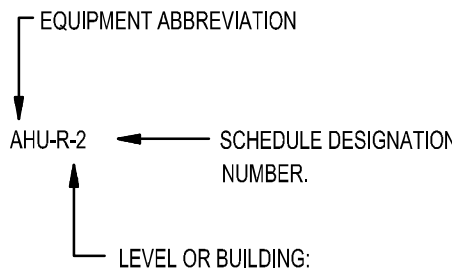 EQUIPMENT ABBREVIATION
AHU-R-2
SCHEDULE DESIGNATION
NUMBER.
LEVEL OR BUILDING: